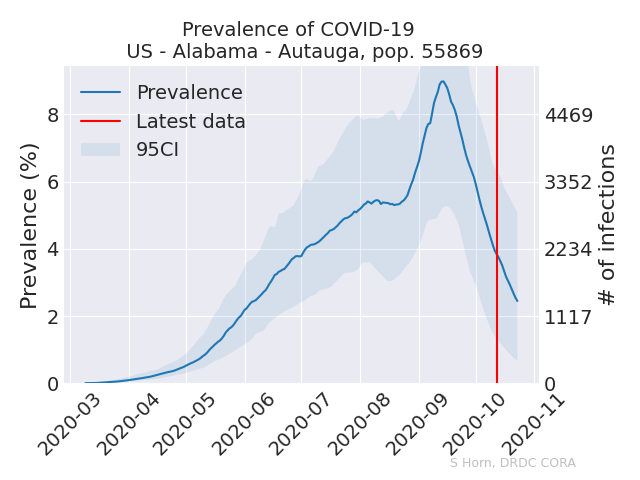 Prevalence of COVID-19
US - Alabama - Autauga, pop. 55869
Prevalence
Latest data
95CI
Prevalence (%)
8
6
4
2
0
4469
3352
2234
1117
0
# of infections
2020-03
2020-04
2020-05
2020-06
2020-07
2020-08
2020-09
2020-10
2020-11
S Horn, DRDC CORA